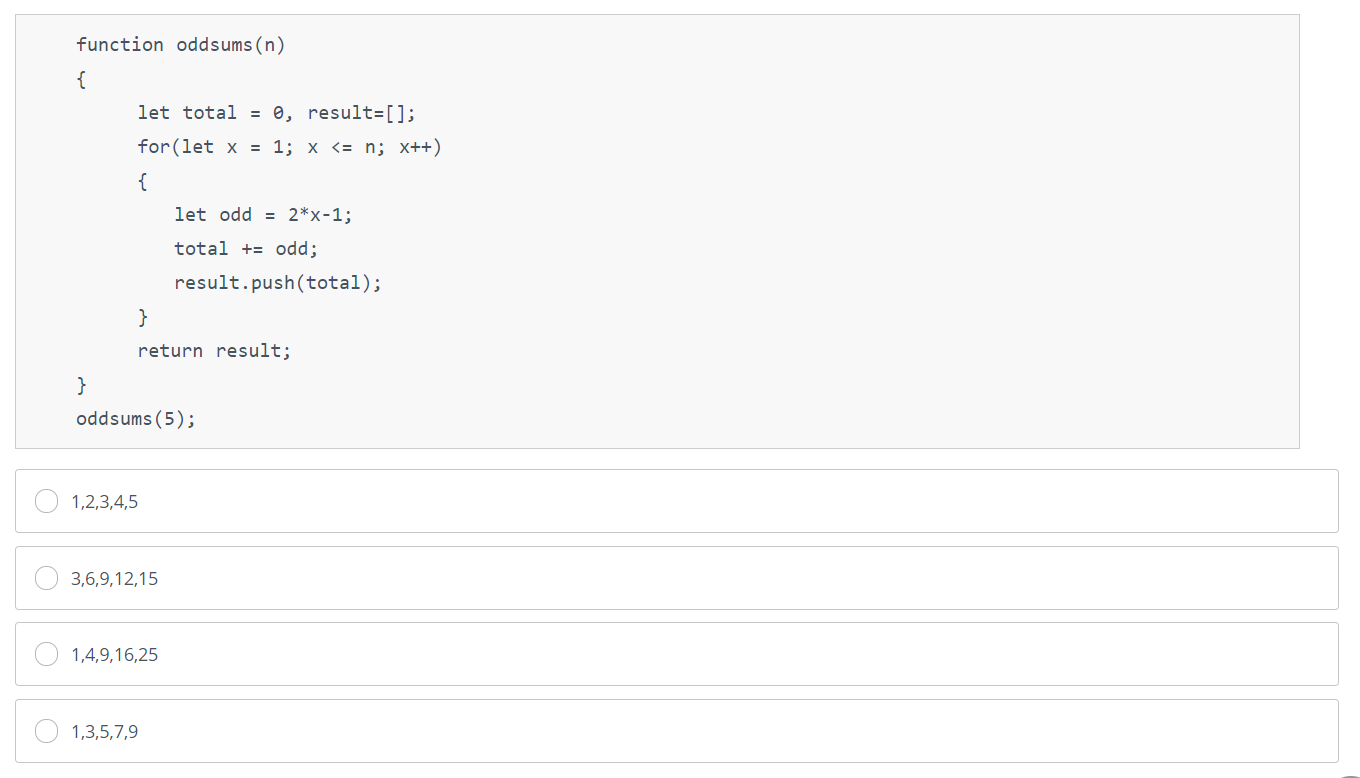 function oddsums(n)
{
let total = 0, result=[];
for(let x = 1; x <= n; x++)
{
let odd = 2*x-1;
total += odd;
result.push(total);
}
return result;
}
oddsums(5);
1,2,3,4,5
3,6,9,12,15
1,4,9,16,25
1,3,5,7,9